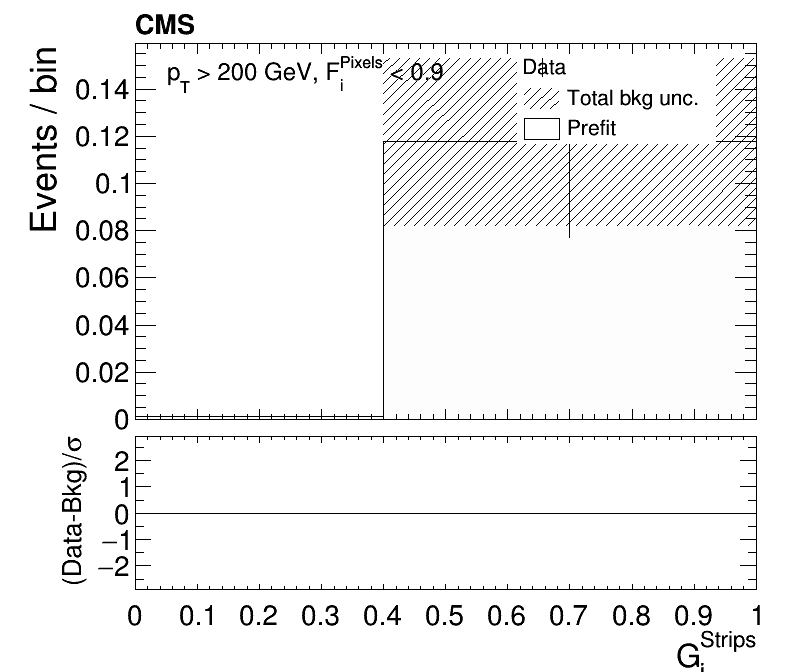 CMS
p_T > 200 GeV, F_i^Pixels < 0.9
Data
Total bkg unc.
Prefit
Events / bin
0.14
0.12
0.1
0.08
0.06
0.04
0.02
0
(Data-Bkg)/σ
2
1
0
−1
−2
0 0.1 0.2 0.3 0.4 0.5 0.6 0.7 0.8 0.9 1
G_i^Strips